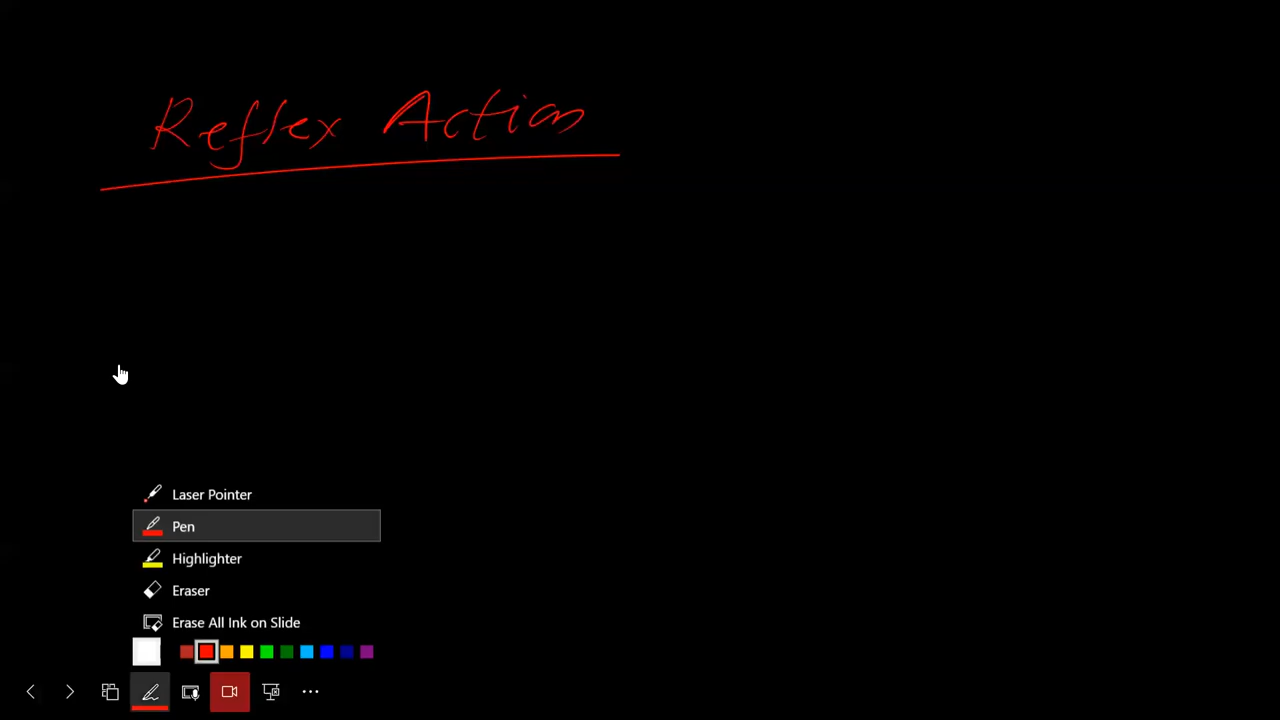 Reflex Action
Laser Pointer
Pen
Highlighter
Eraser
Erase All Ink on Slide